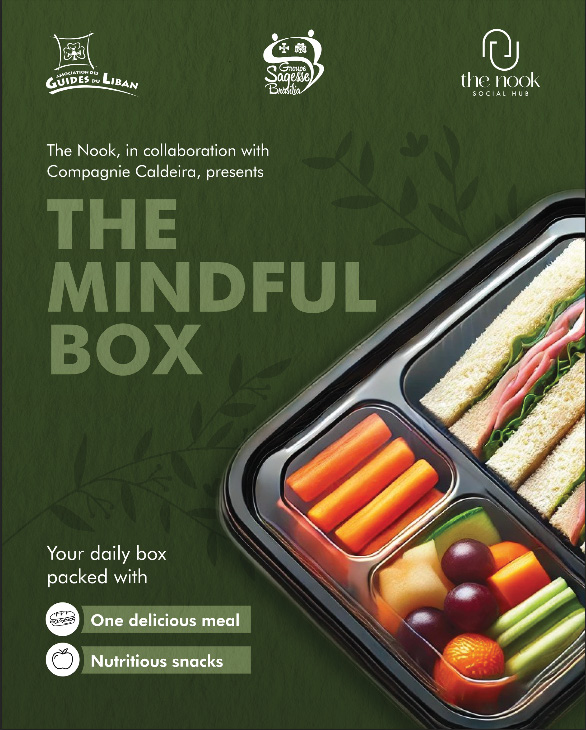 ASSOCIATION DES
GUIDES DU LIBAN
Groupe
Sagesse
Brasilia
the nook
SOCIAL HUB
The Nook, in collaboration with
Compagnie Caldeira, presents
THE
MINDFUL
BOX
Your daily box
packed with
One delicious meal
Nutritious snacks